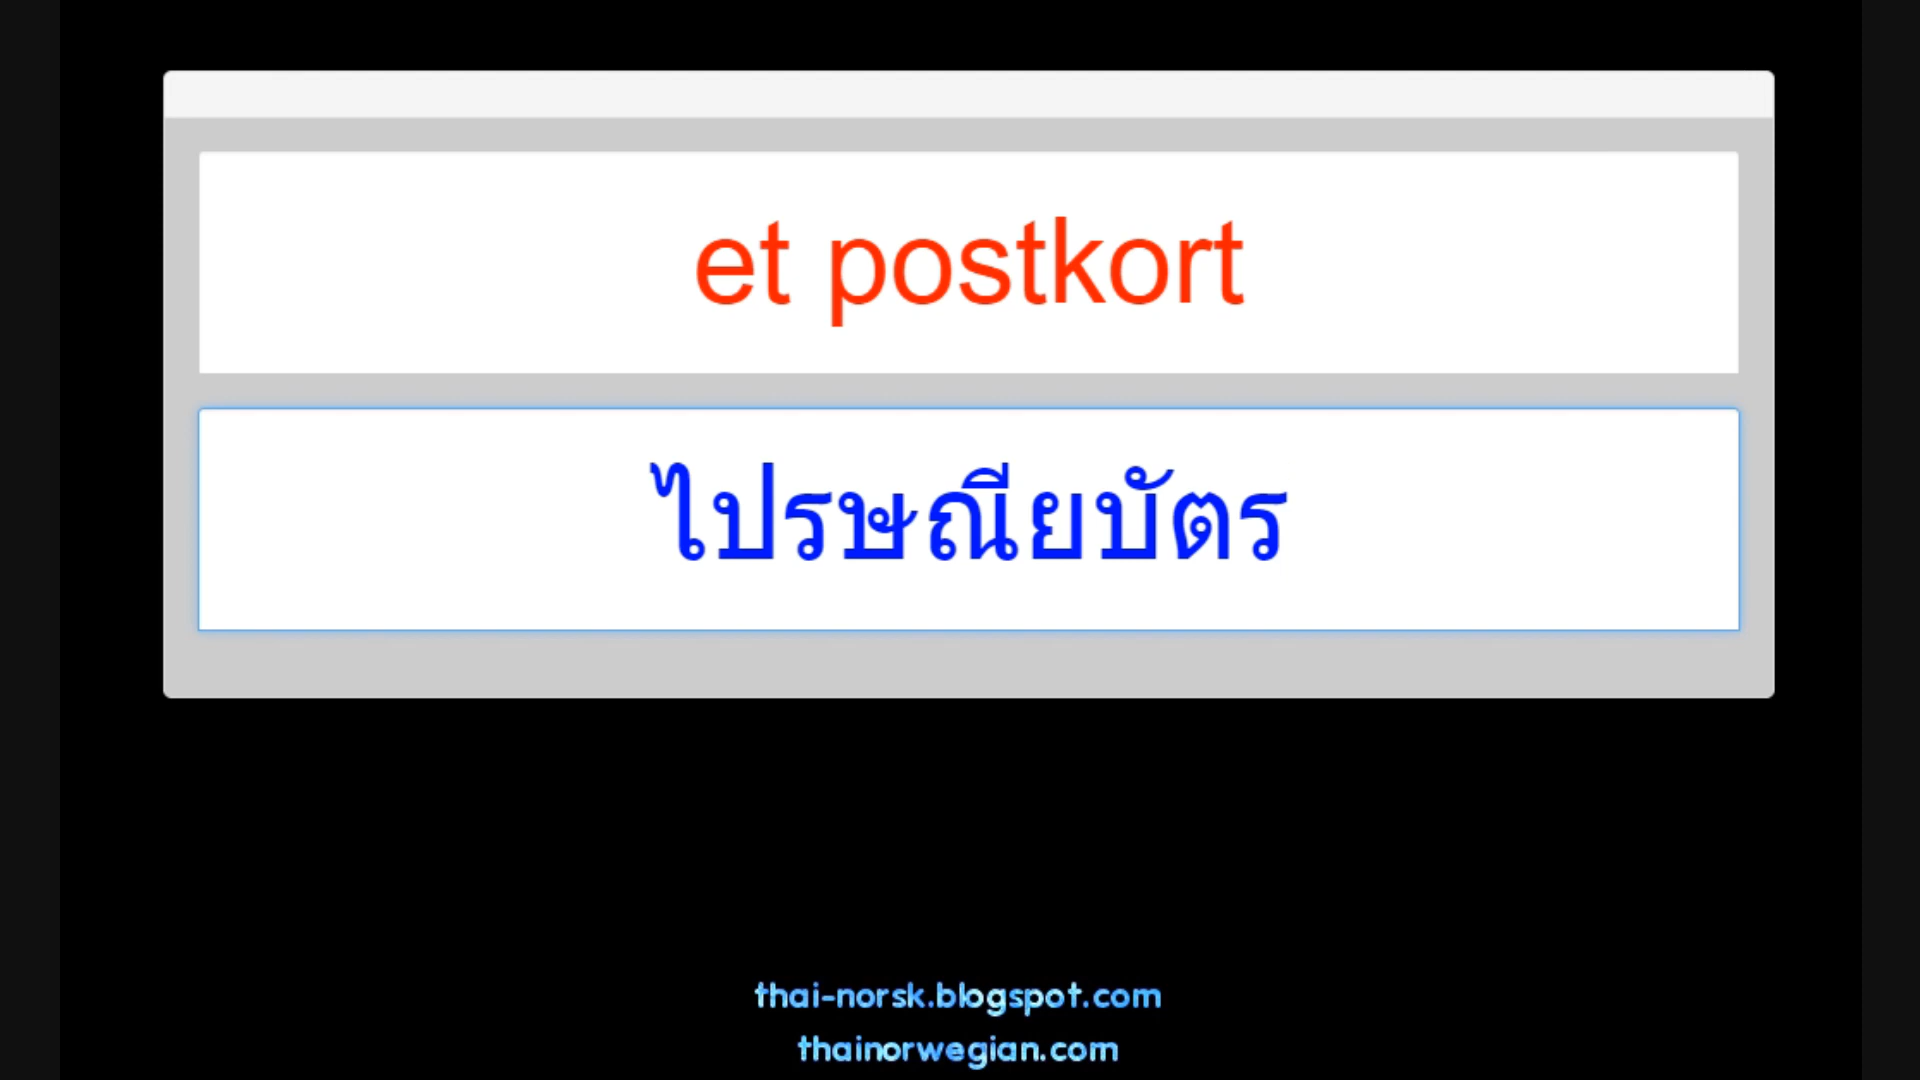 et postkort
ไปรษณียบัตร
thai-norsk.blogspot.com
thainorwegian.com